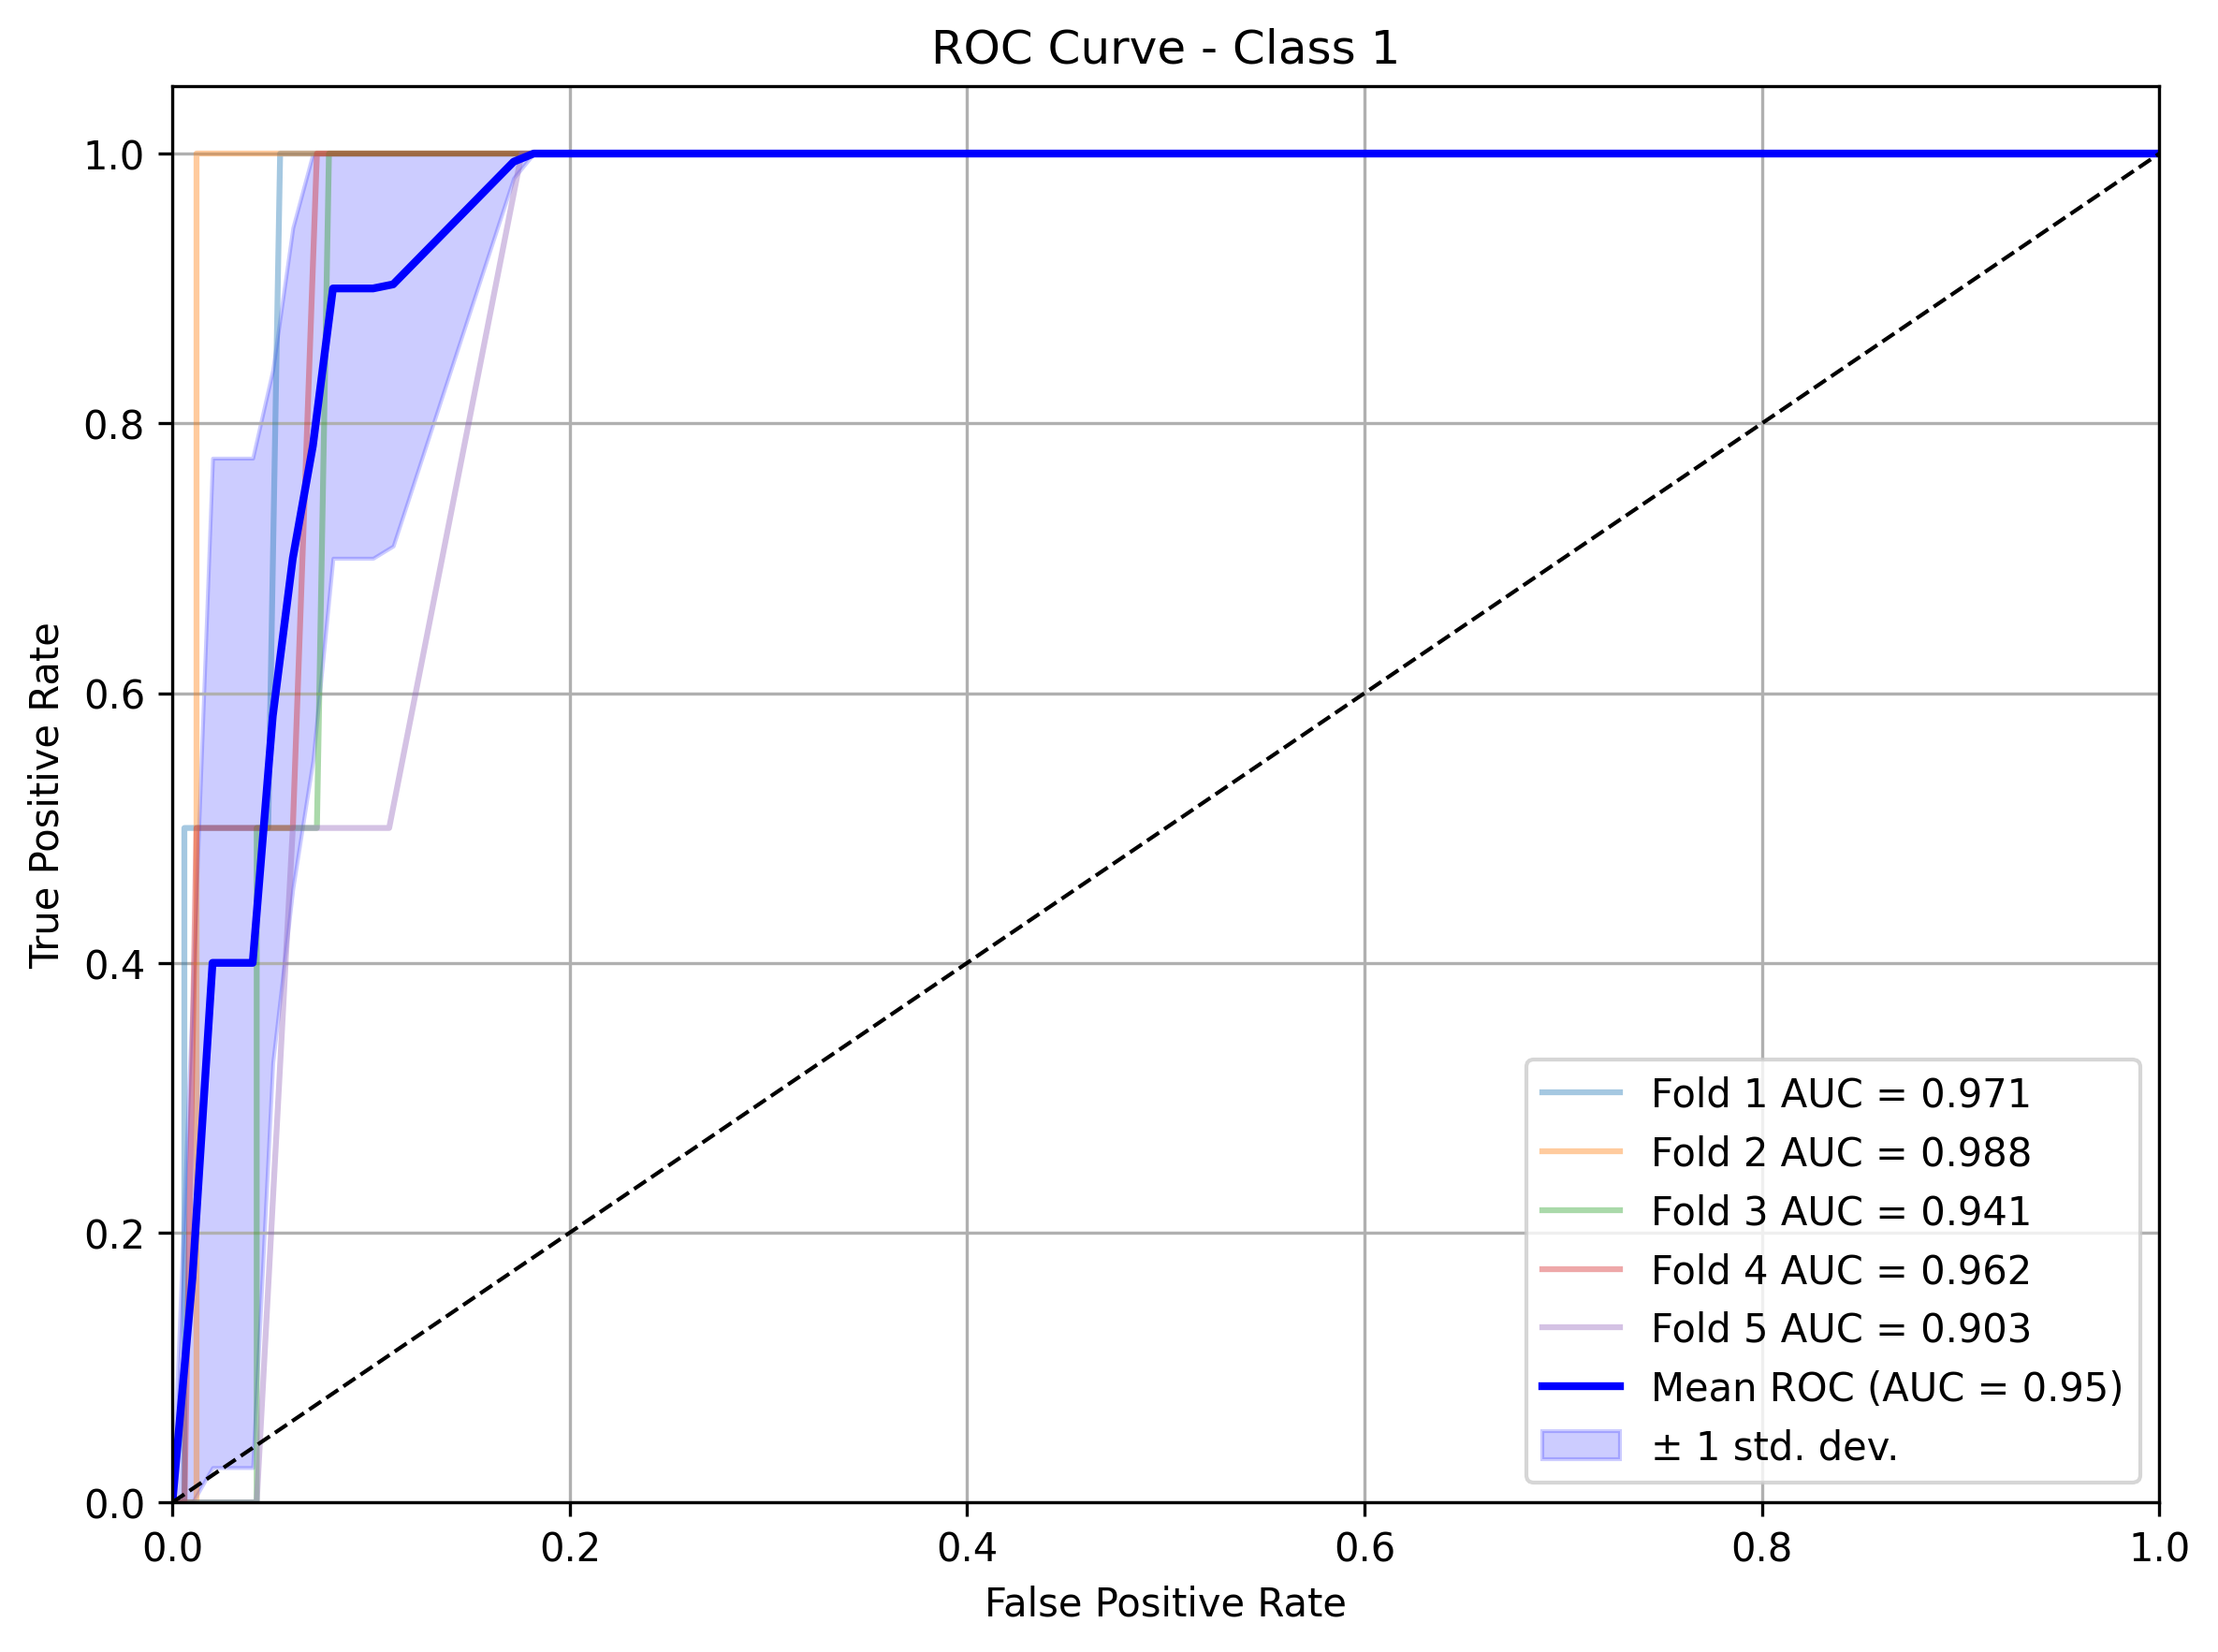 ROC Curve - Class 1
True Positive Rate
1.0
0.8
0.6
0.4
0.2
0.0
0.0 0.2 0.4 0.6 0.8 1.0
False Positive Rate
Fold 1 AUC = 0.971
Fold 2 AUC = 0.988
Fold 3 AUC = 0.941
Fold 4 AUC = 0.962
Fold 5 AUC = 0.903
Mean ROC (AUC = 0.95)
± 1 std. dev.